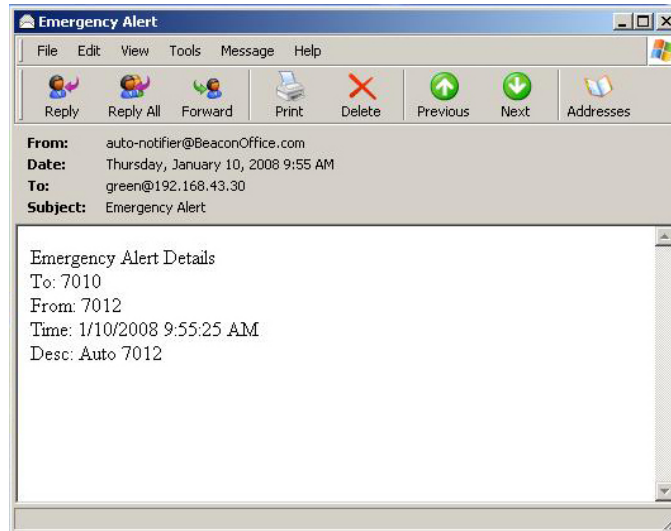 Emergency Alert
File Edit View Tools Message Help
Reply Reply All Forward Print Delete Previous Next Addresses
From: auto-notifier@BeaconOffice.com
Date: Thursday, January 10, 2008 9:55 AM
To: green@192.168.43.30
Subject: Emergency Alert
Emergency Alert Details
To: 7010
From: 7012
Time: 1/10/2008 9:55:25 AM
Desc: Auto 7012